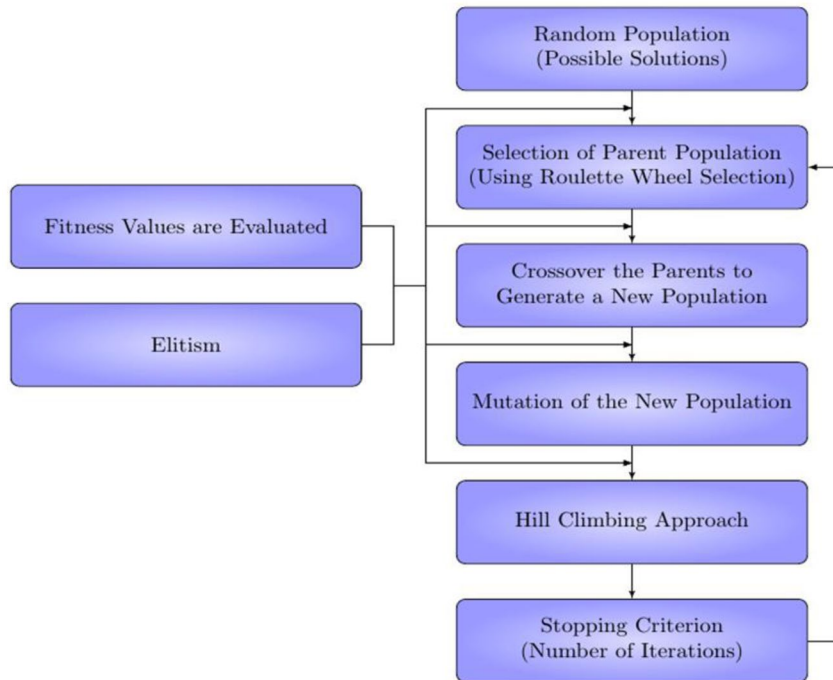 Random Population
(Possible Solutions)
Selection of Parent Population
(Using Roulette Wheel Selection)
Fitness Values are Evaluated
Crossover the Parents to
Generate a New Population
Elitism
Mutation of the New Population
Hill Climbing Approach
Stopping Criterion
(Number of Iterations)